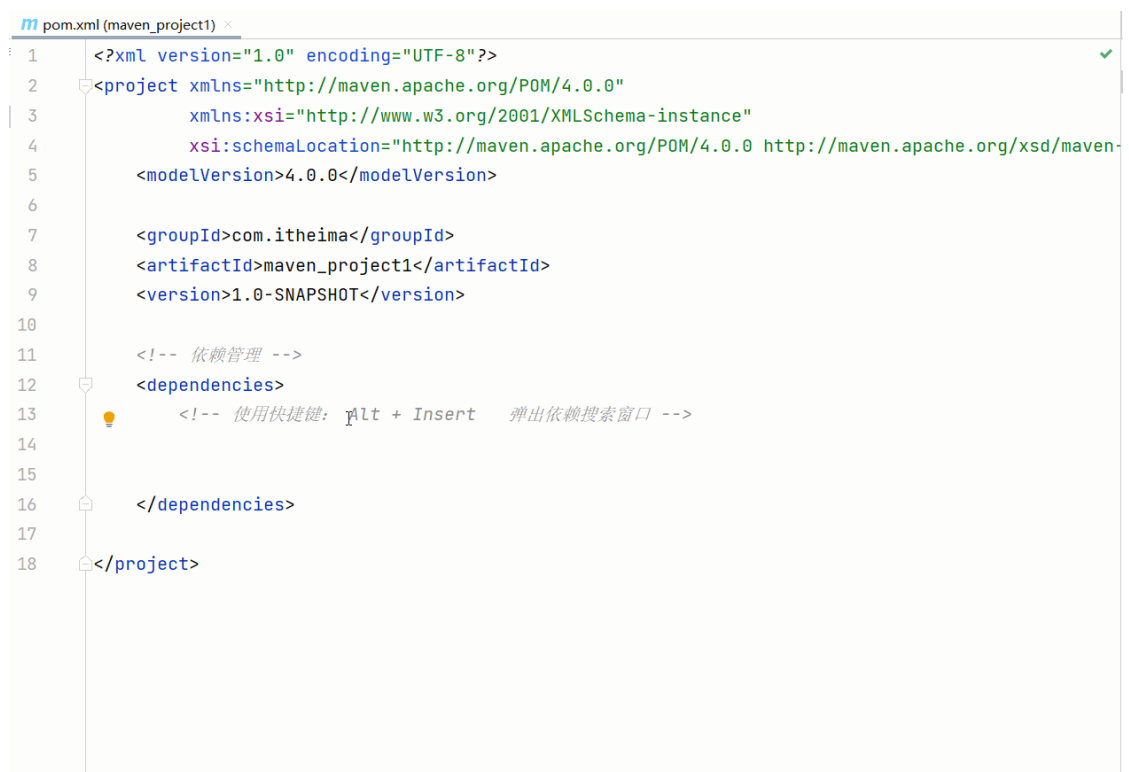 m pom.xml (maven_project1) ×
1 <?xml version="1.0" encoding="UTF-8"?>
2 <project xmlns="http://maven.apache.org/POM/4.0.0"
3 xmlns:xsi="http://www.w3.org/2001/XMLSchema-instance"
4 xsi:schemaLocation="http://maven.apache.org/POM/4.0.0 http://maven.apache.org/xsd/maven-
5 <modelVersion>4.0.0</modelVersion>
6
7 <groupId>com.itheima</groupId>
8 <artifactId>maven_project1</artifactId>
9 <version>1.0-SNAPSHOT</version>
10
11 <!-- 依赖管理 -->
12 <dependencies>
13 <!-- 使用快捷键: Alt + Insert 弹出依赖搜索窗口 -->
14
15
16 </dependencies>
17
18 </project>